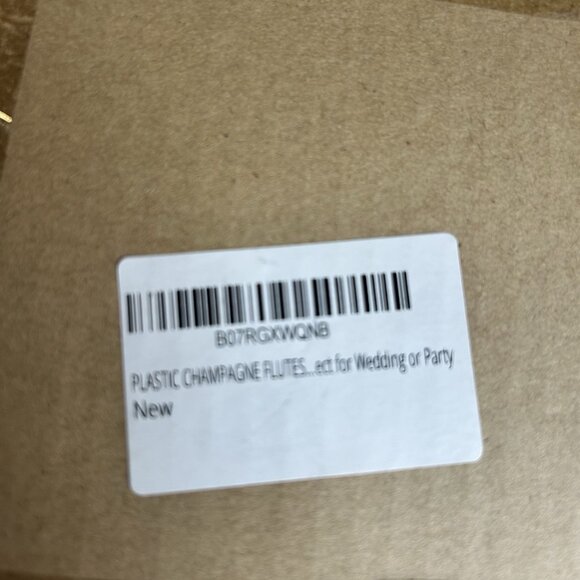 B07RGXWQNB
PLASTIC CHAMPAGNE FLUTES...ect for Wedding or Party
New